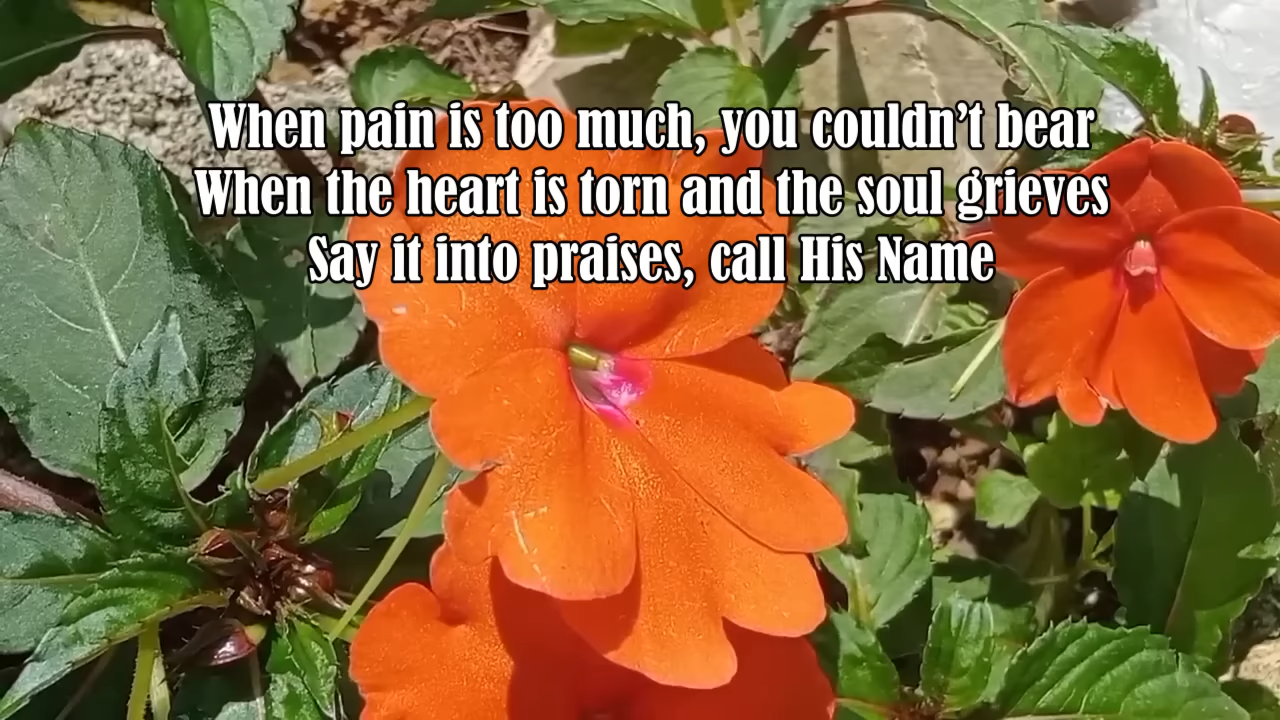 When pain is too much, you couldn’t bear
When the heart is torn and the soul grieves
Say it into praises, call His Name